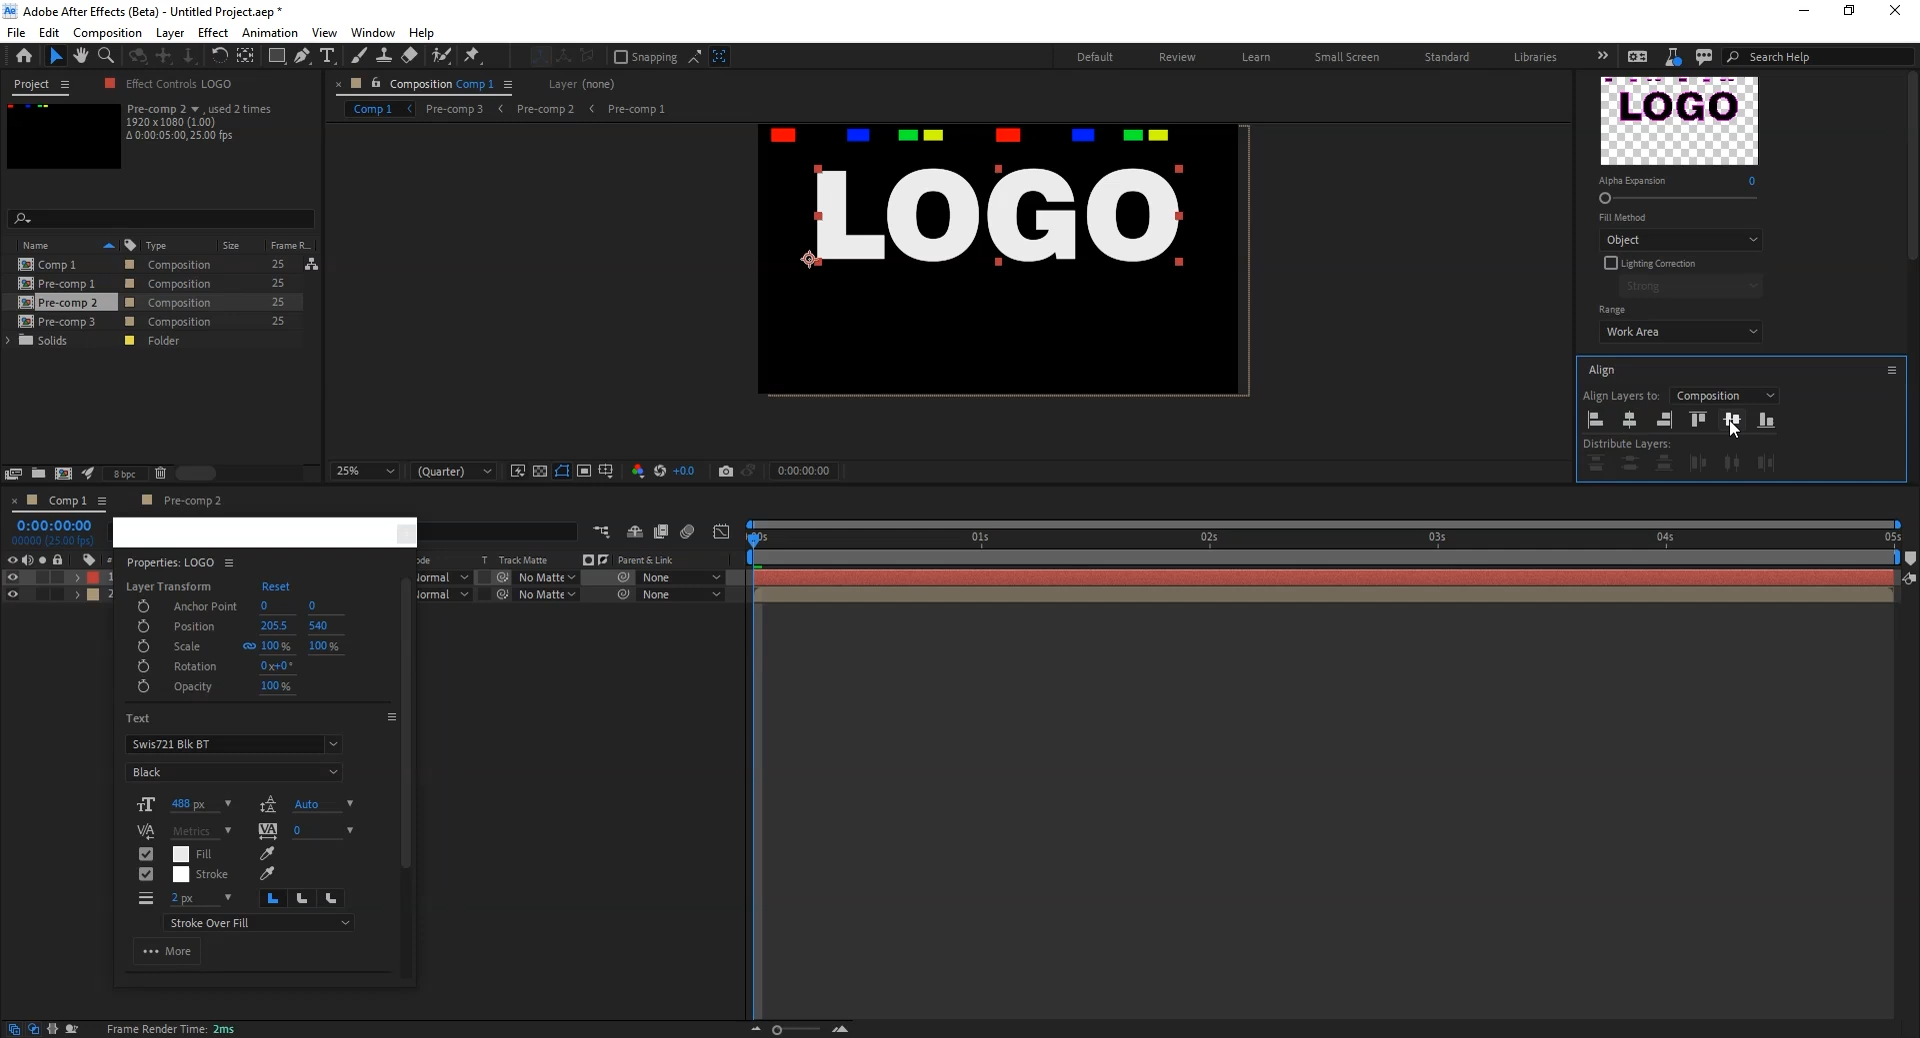 Ae Adobe After Effects (Beta) - Untitled Project.aep *
File Edit Composition Layer Effect Animation View Window Help
Snapping Default Review Learn Small Screen Standard Libraries Search Help
Project Effect Controls LOGO Composition Comp 1 Layer (none)
Comp 1 Pre-comp 3 Pre-comp 2 Pre-comp 1
Pre-comp 2 , used 2 times
1920 x 1080 (1.00)
Δ 0:00:05:00, 25.00 fps
LOGO
LOGO
Alpha Expansion 0
Fill Method
Object
Lighting Correction
Strong
Range
Work Area
Name Type Size Frame R...
Comp 1 Composition 25
Pre-comp 1 Composition 25
Pre-comp 2 Composition 25
Pre-comp 3 Composition 25
Solids Folder
Align
Align Layers to: Composition
Distribute Layers:
8 bpc
25% (Quarter) +0.0 0:00:00:00
Comp 1 Pre-comp 2
0:00:00:00
00000 (25.00 fps)
T Track Matte Parent & Link
No Matte None
No Matte None
01s 02s 03s 04s 05s
Properties: LOGO
Layer Transform Reset
Anchor Point 0 0
Position 205.5 540
Scale 100 % 100 %
Rotation 0x+0°
Opacity 100 %
Text
Swis721 Blk BT
Black
488 px Auto
Metrics 0
Fill
Stroke
2 px
Stroke Over Fill
••• More
Frame Render Time: 2ms